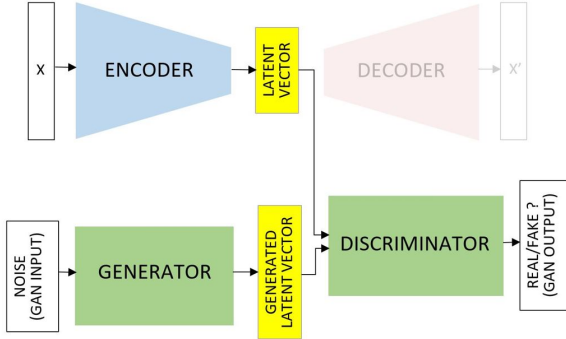 X
ENCODER
LATENT
VECTOR
DECODER
X'
NOISE
(GAN INPUT)
GENERATOR
GENERATED
LATENT VECTOR
DISCRIMINATOR
REAL/FAKE ?
(GAN OUTPUT)